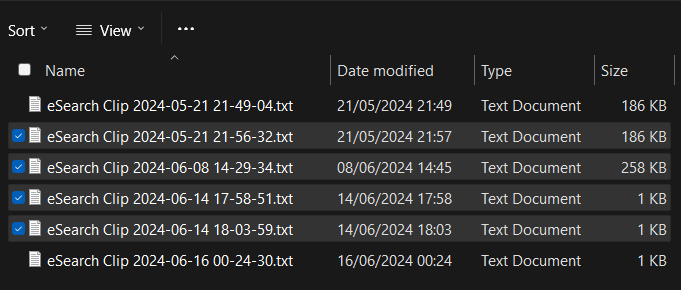 Sort View ...
Name Date modified Type Size
eSearch Clip 2024-05-21 21-49-04.txt 21/05/2024 21:49 Text Document 186 KB
eSearch Clip 2024-05-21 21-56-32.txt 21/05/2024 21:57 Text Document 186 KB
eSearch Clip 2024-06-08 14-29-34.txt 08/06/2024 14:45 Text Document 258 KB
eSearch Clip 2024-06-14 17-58-51.txt 14/06/2024 17:58 Text Document 1 KB
eSearch Clip 2024-06-14 18-03-59.txt 14/06/2024 18:03 Text Document 1 KB
eSearch Clip 2024-06-16 00-24-30.txt 16/06/2024 00:24 Text Document 1 KB